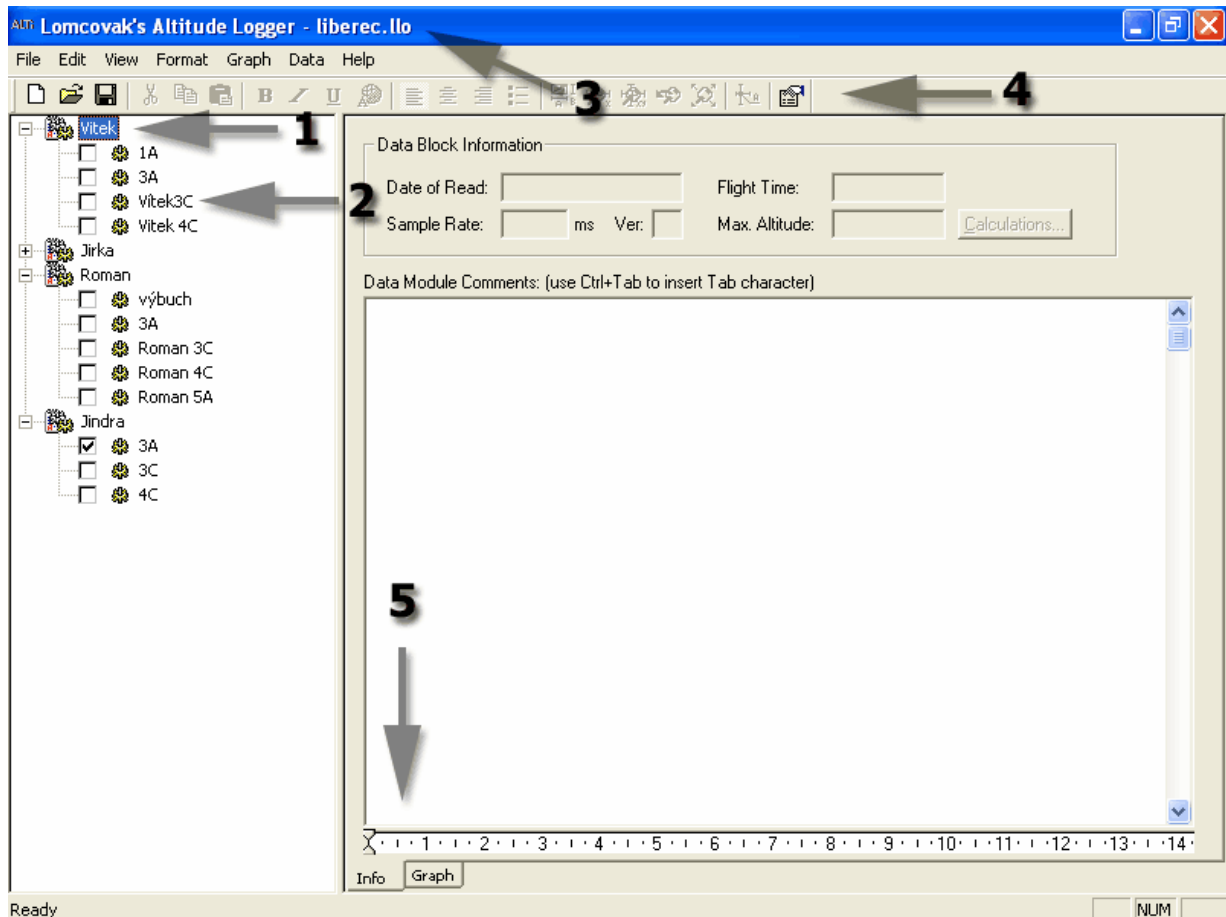 ALTI Lomcovak's Altitude Logger - liberec.llo
File Edit View Format Graph Data Help
B I U
3
4
Vitek
1
1A
3A
Vítek3C
2
Vitek 4C
Jirka
Roman
výbuch
3A
Roman 3C
Roman 4C
Roman 5A
Jindra
3A
3C
4C
Data Block Information
Date of Read: Flight Time:
Sample Rate: ms Ver: Max. Altitude: Calculations...
Data Module Comments: (use Ctrl+Tab to insert Tab character)
5
1 2 3 4 5 6 7 8 9 10 11 12 13 14
Info Graph
Ready NUM